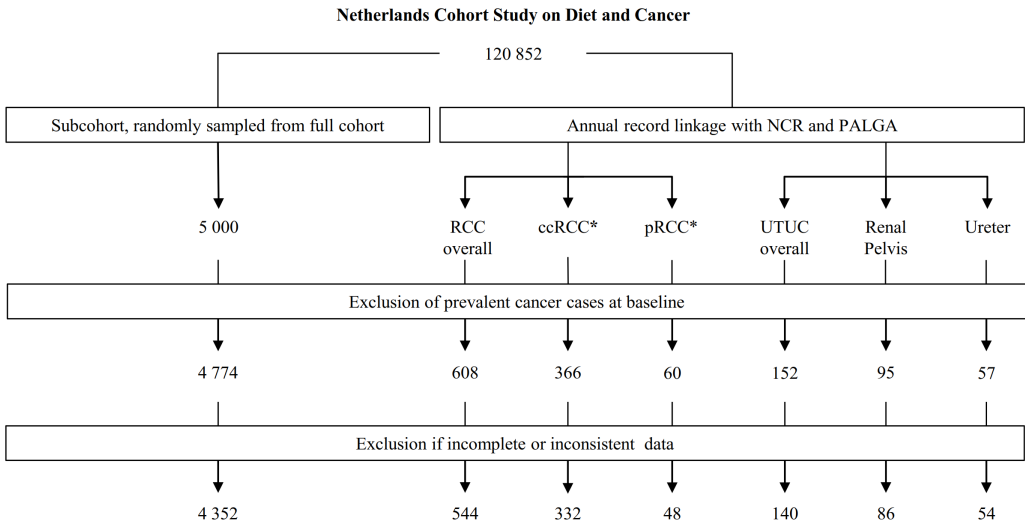 Netherlands Cohort Study on Diet and Cancer
120 852
Subcohort, randomly sampled from full cohort
Annual record linkage with NCR and PALGA
5 000
RCC overall
ccRCC*
pRCC*
UTUC overall
Renal Pelvis
Ureter
Exclusion of prevalent cancer cases at baseline
4 774 608 366 60 152 95 57
Exclusion if incomplete or inconsistent data
4 352 544 332 48 140 86 54